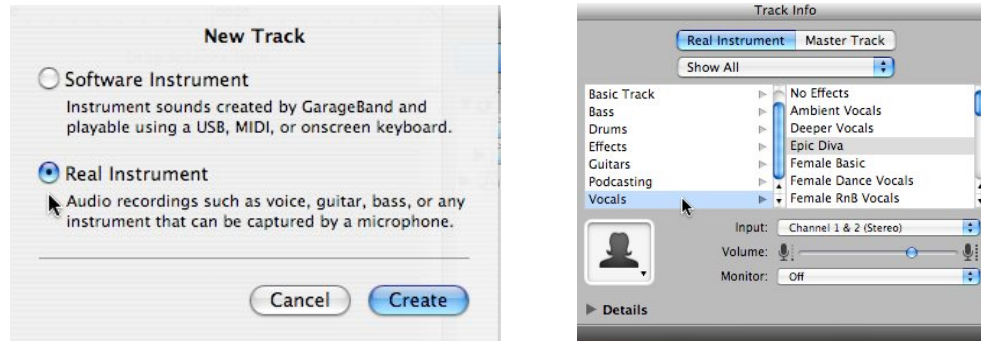 New Track
Software Instrument
Instrument sounds created by GarageBand and
playable using a USB, MIDI, or onscreen keyboard.
Real Instrument
Audio recordings such as voice, guitar, bass, or any
instrument that can be captured by a microphone.
Cancel Create
Track Info
Real Instrument Master Track
Show All
Basic Track No Effects
Bass Ambient Vocals
Drums Deeper Vocals
Effects Epic Diva
Guitars Female Basic
Podcasting Female Dance Vocals
Vocals Female RnB Vocals
Input: Channel 1 & 2 (Stereo)
Volume:
Monitor: Off
Details